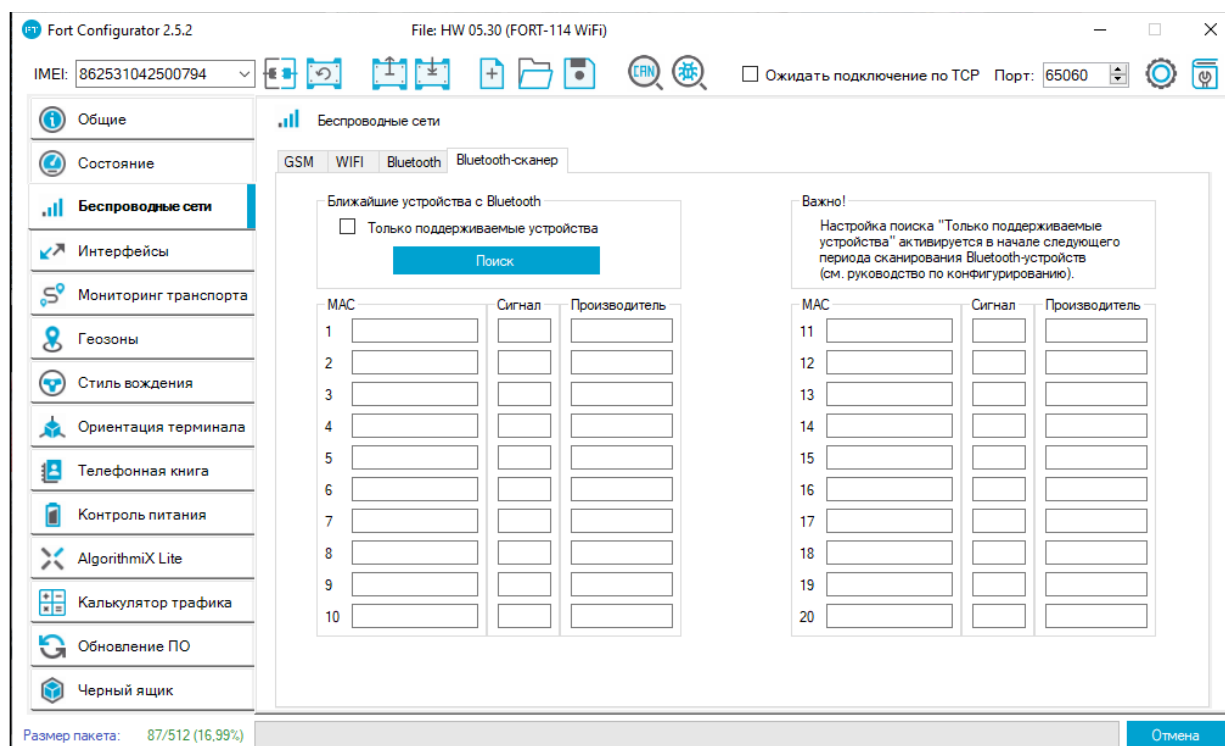 FT Fort Configurator 2.5.2 File: HW 05.30 (FORT-114 WiFi)
IMEI: 862531042500794 CAN Ожидать подключение по TCP Порт: 65060
Общие
Состояние
Беспроводные сети
Интерфейсы
Мониторинг транспорта
Геозоны
Стиль вождения
Ориентация терминала
Телефонная книга
Контроль питания
AlgorithmiX Lite
Калькулятор трафика
Обновление ПО
Черный ящик
Беспроводные сети
GSM WIFI Bluetooth Bluetooth-сканер
Ближайшие устройства с Bluetooth
Только поддерживаемые устройства
Поиск
Важно!
Настройка поиска "Только поддерживаемые
устройства" активируется в начале следующего
периода сканирования Bluetooth-устройств
(см. руководство по конфигурированию).
MAC Сигнал Производитель
1
2
3
4
5
6
7
8
9
10
MAC Сигнал Производитель
11
12
13
14
15
16
17
18
19
20
Размер пакета: 87/512 (16,99%) Отмена